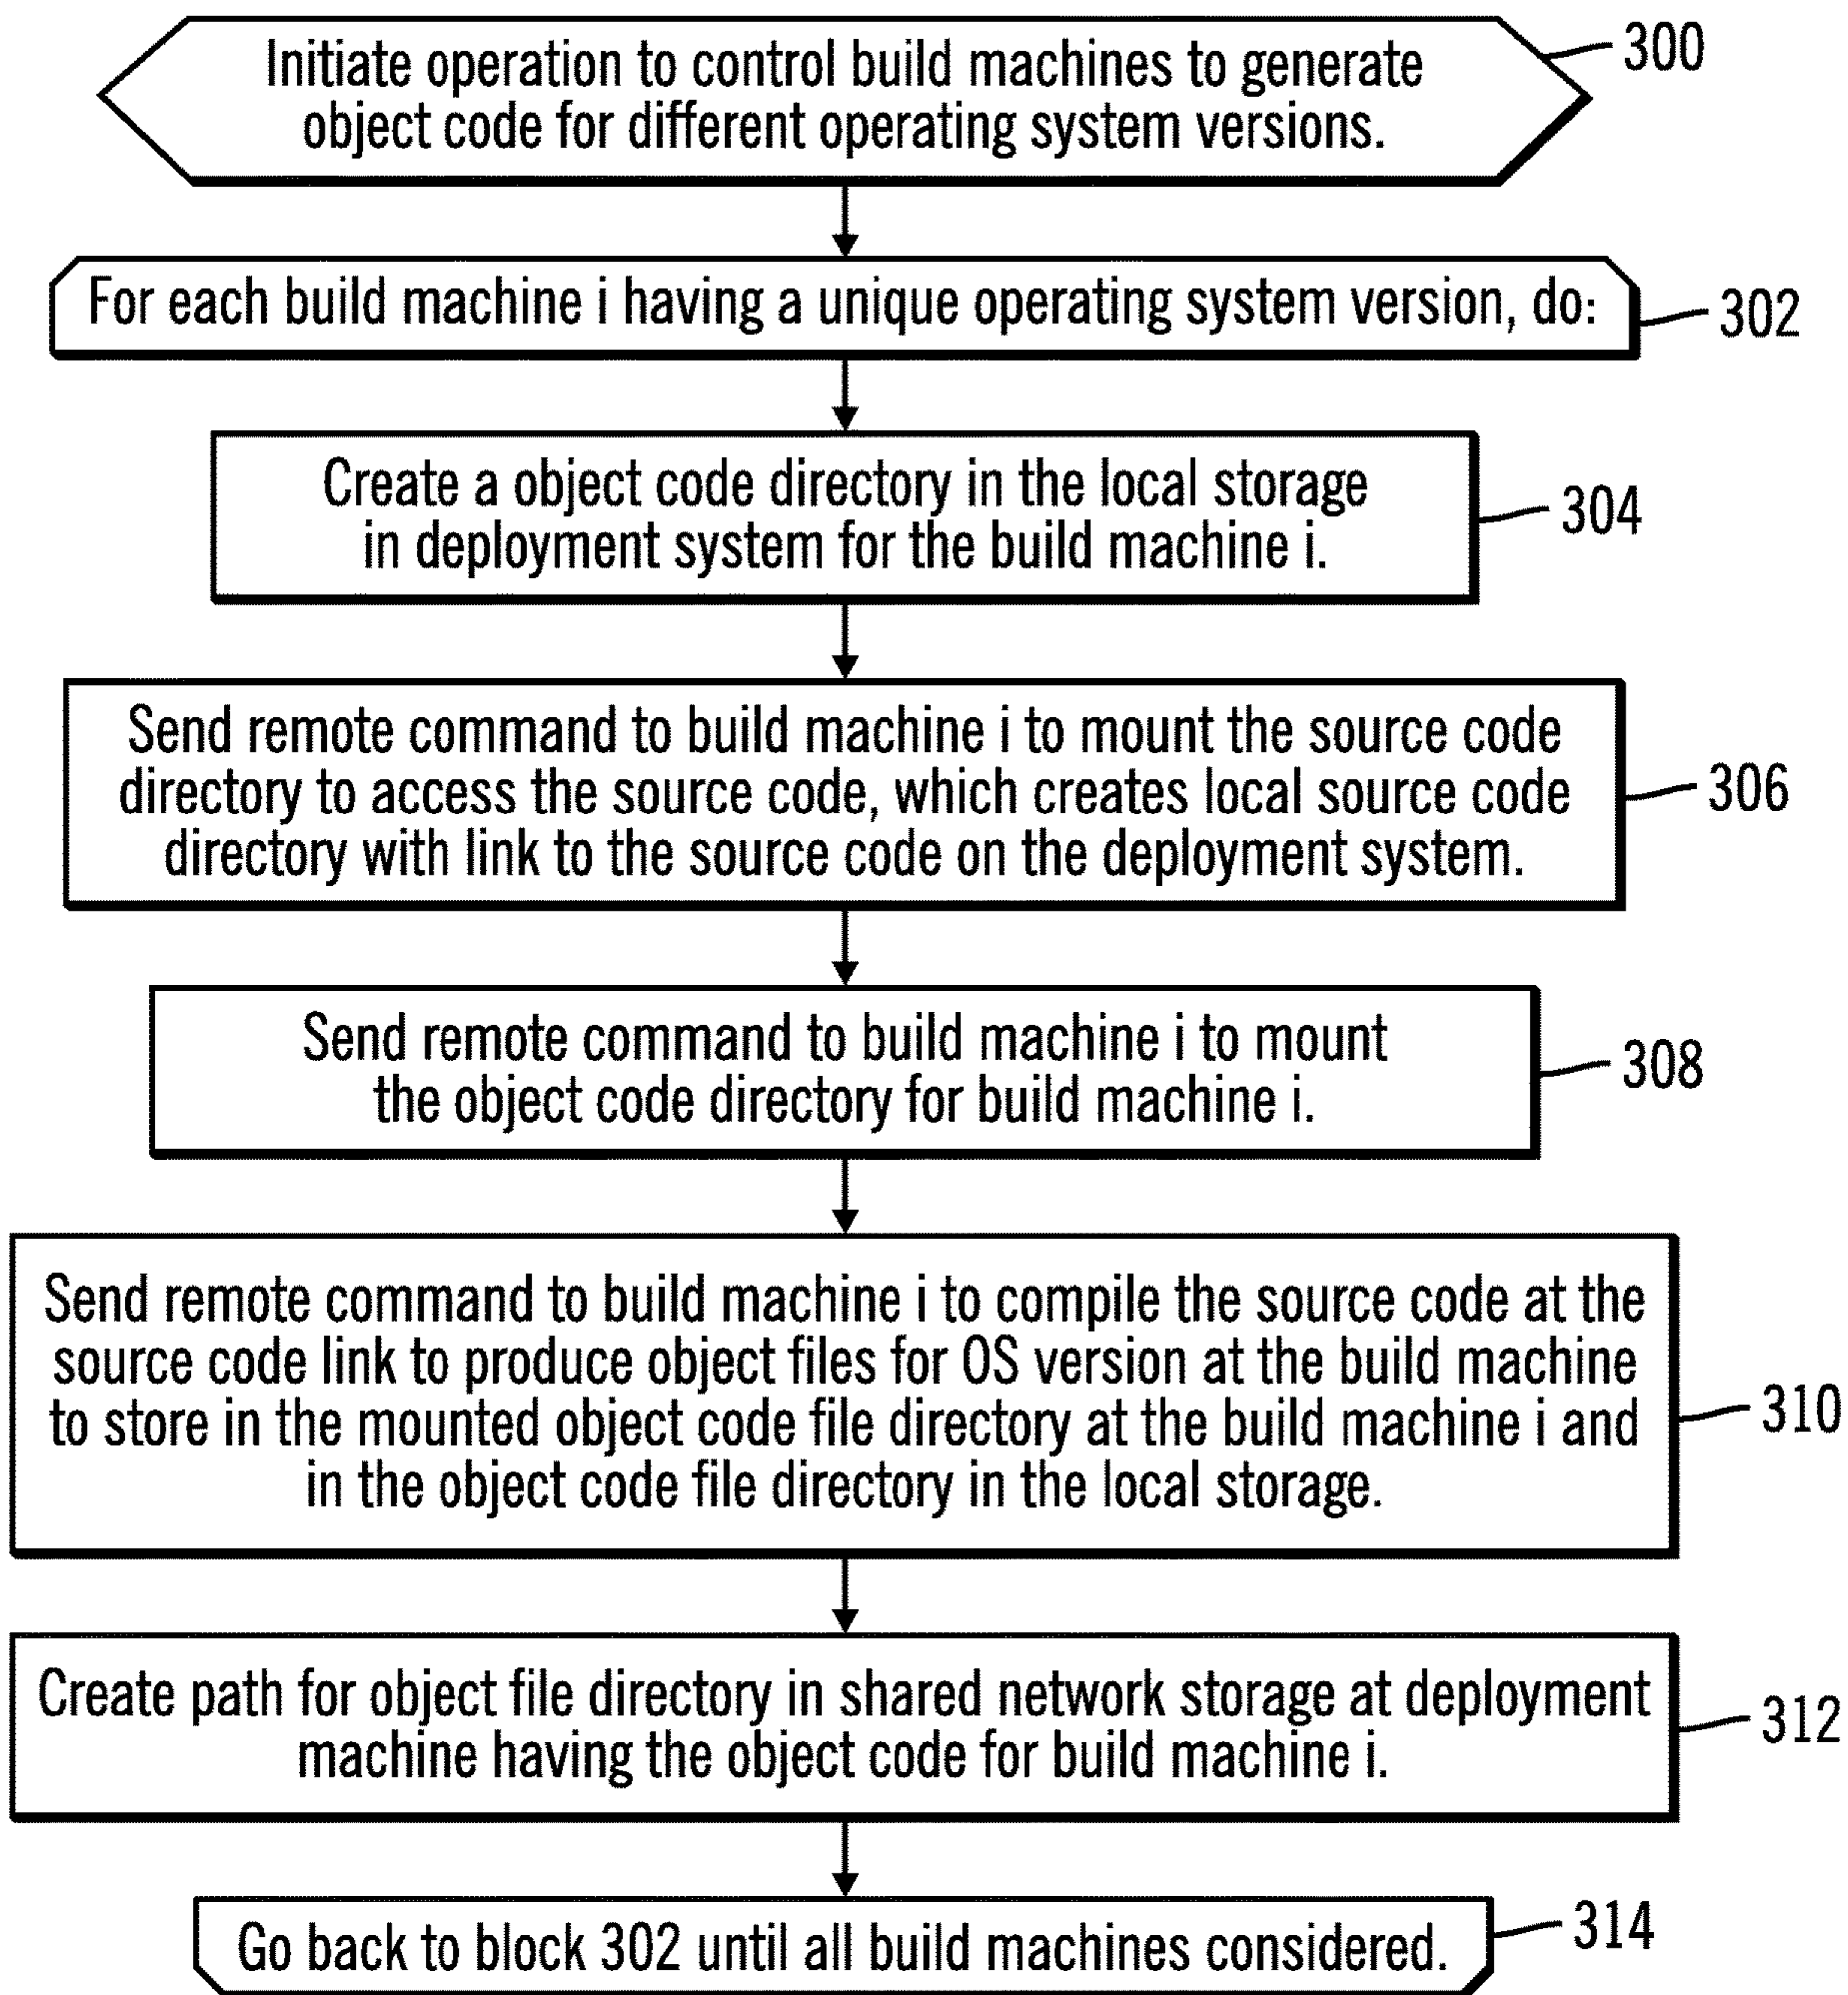 Initiate operation to control build machines to generate
object code for different operating system versions.
300
For each build machine i having a unique operating system version, do:
302
Create a object code directory in the local storage
in deployment system for the build machine i.
304
Send remote command to build machine i to mount the source code
directory to access the source code, which creates local source code
directory with link to the source code on the deployment system.
306
Send remote command to build machine i to mount
the object code directory for build machine i.
308
Send remote command to build machine i to compile the source code at the
source code link to produce object files for OS version at the build machine
to store in the mounted object code file directory at the build machine i and
in the object code file directory in the local storage.
310
Create path for object file directory in shared network storage at deployment
machine having the object code for build machine i.
312
Go back to block 302 until all build machines considered.
314